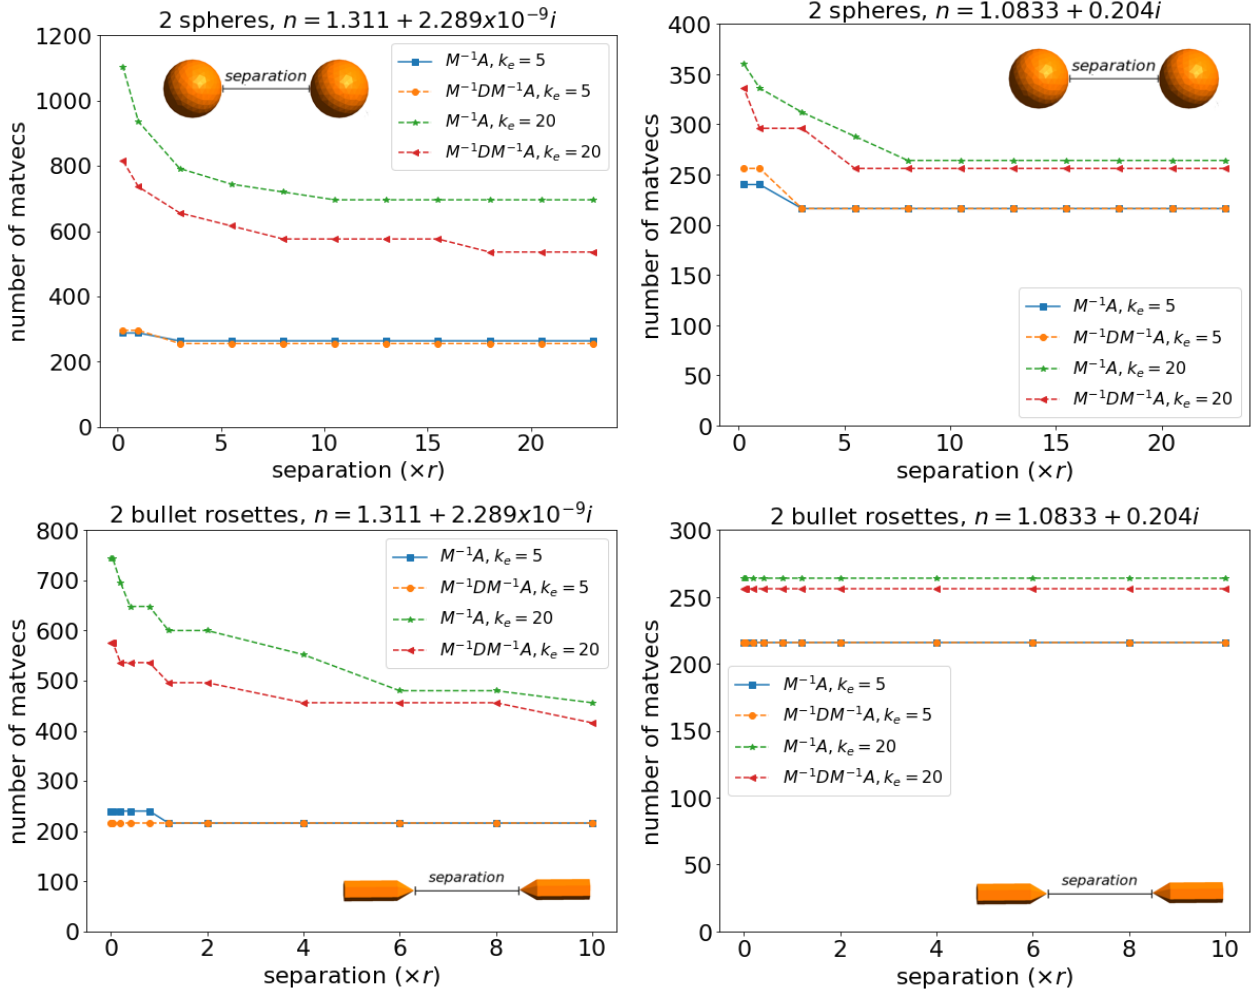 2 spheres, n = 1.311 + 2.289x10⁻⁹i
1200
1000
800
600
400
200
0
number of matvecs
separation
M⁻¹A, kₑ = 5
M⁻¹DM⁻¹A, kₑ = 5
M⁻¹A, kₑ = 20
M⁻¹DM⁻¹A, kₑ = 20
0 5 10 15 20
separation (×r)
2 spheres, n = 1.0833 + 0.204i
400
350
300
250
200
150
100
50
0
number of matvecs
separation
M⁻¹A, kₑ = 5
M⁻¹DM⁻¹A, kₑ = 5
M⁻¹A, kₑ = 20
M⁻¹DM⁻¹A, kₑ = 20
0 5 10 15 20
separation (×r)
2 bullet rosettes, n = 1.311 + 2.289x10⁻⁹i
800
700
600
500
400
300
200
100
0
number of matvecs
M⁻¹A, kₑ = 5
M⁻¹DM⁻¹A, kₑ = 5
M⁻¹A, kₑ = 20
M⁻¹DM⁻¹A, kₑ = 20
separation
0 2 4 6 8 10
separation (×r)
2 bullet rosettes, n = 1.0833 + 0.204i
300
250
200
150
100
50
0
number of matvecs
M⁻¹A, kₑ = 5
M⁻¹DM⁻¹A, kₑ = 5
M⁻¹A, kₑ = 20
M⁻¹DM⁻¹A, kₑ = 20
separation
0 2 4 6 8 10
separation (×r)